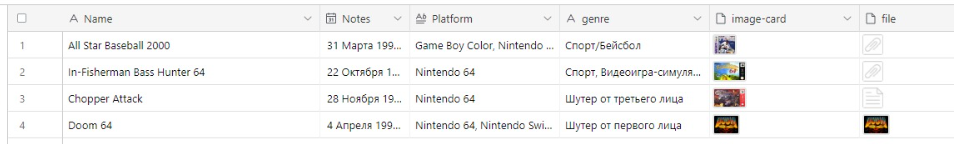 Name Notes Platform genre image-card file
1 All Star Baseball 2000 31 Марта 199... Game Boy Color, Nintendo ... Спорт/Бейсбол
2 In-Fisherman Bass Hunter 64 22 Октября 1... Nintendo 64 Спорт, Видеоигра-симуля...
3 Chopper Attack 28 Ноября 19... Nintendo 64 Шутер от третьего лица
4 Doom 64 4 Апреля 199... Nintendo 64, Nintendo Swi... Шутер от первого лица